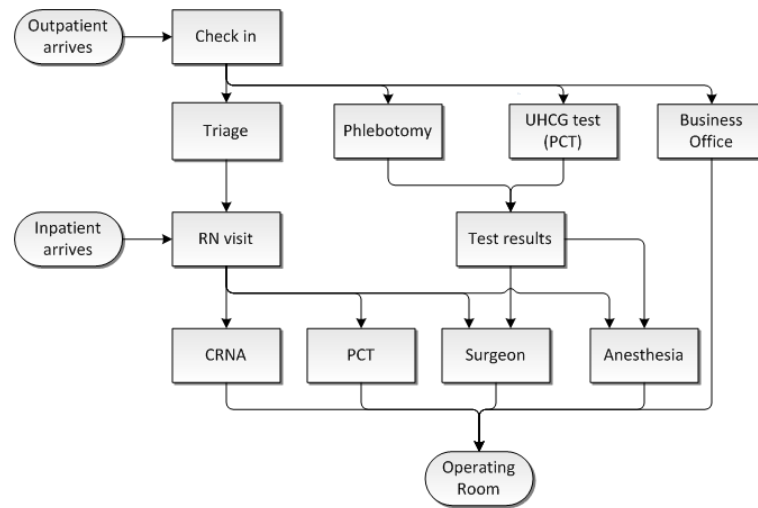 Outpatient
arrives
Check in
Triage
Phlebotomy
UHCG test
(PCT)
Business
Office
Inpatient
arrives
RN visit
Test results
CRNA
PCT
Surgeon
Anesthesia
Operating
Room